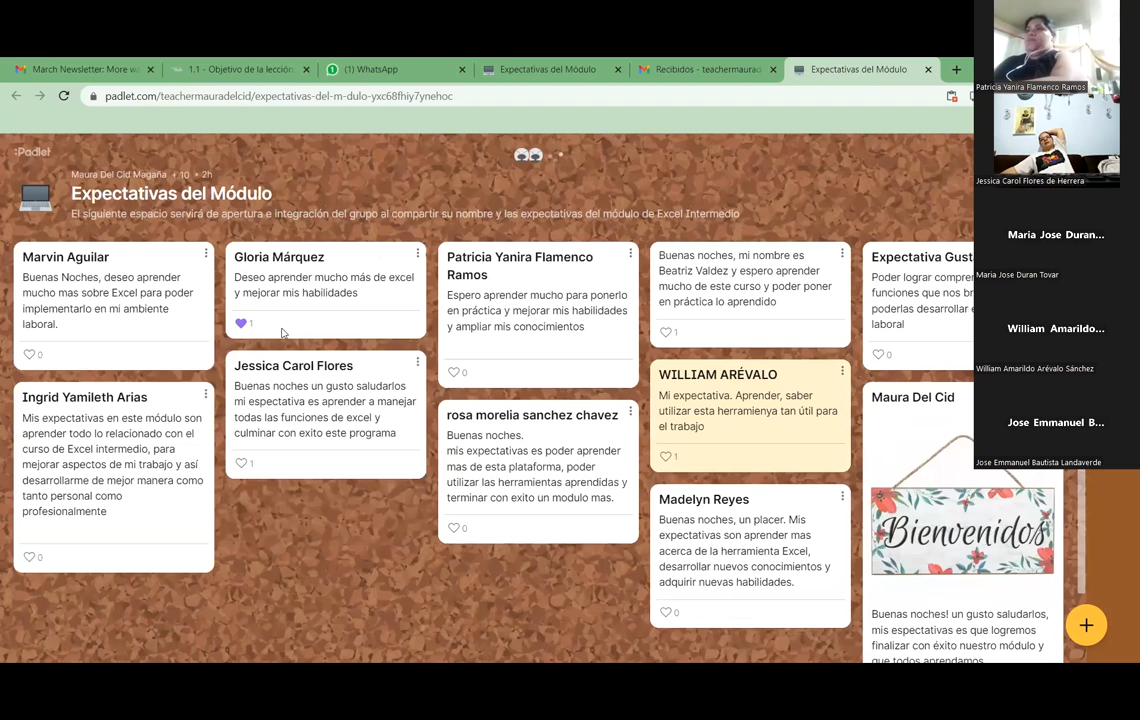 March Newsletter: More w
1.1 - Objetivo de la lección
(1) WhatsApp
Expectativas del Módulo
Recibidos - teachermaurad
Expectativas del Módulo
padlet.com/teachermauradelcid/expectativas-del-m-dulo-yxc68fhiy7ynehoc
:Padlet
Maura Del Cid Magaña + 10 • 2h
Expectativas del Módulo
El siguiente espacio servirá de apertura e integración del grupo al compartir su nombre y las expectativas del módulo de Excel Intermedio
Marvin Aguilar
Buenas Noches, deseo aprender
mucho mas sobre Excel para poder
implementarlo en mi ambiente
laboral.
0
Ingrid Yamileth Arias
Mis expectativas en este módulo son
aprender todo lo relacionado con el
curso de Excel intermedio, para
mejorar aspectos de mi trabajo y así
desarrollarme de mejor manera como
tanto personal como
profesionalmente
0
Gloria Márquez
Deseo aprender mucho más de excel
y mejorar mis habilidades
1
Jessica Carol Flores
Buenas noches un gusto saludarlos
mi espectativa es aprender a manejar
todas las funciones de excel y
culminar con exito este programa
1
Patricia Yanira Flamenco
Ramos
Espero aprender mucho para ponerlo
en práctica y mejorar mis habilidades
y ampliar mis conocimientos
0
rosa morelia sanchez chavez
Buenas noches.
mis expectativas es poder aprender
mas de esta plataforma, poder
utilizar las herramientas aprendidas y
terminar con exito un modulo mas.
0
Buenas noches, mi nombre es
Beatriz Valdez y espero aprender
mucho de este curso y poder poner
en práctica lo aprendido
1
WILLIAM ARÉVALO
Mi expectativa. Aprender, saber
utilizar esta herramienya tan útil para
el trabajo
1
Madelyn Reyes
Buenas noches, un placer. Mis
expectativas son aprender mas
acerca de la herramienta Excel,
desarrollar nuevos conocimientos y
adquirir nuevas habilidades.
0
Expectativa Gust
Poder lograr compre
funciones que nos br
poderlas desarrollar e
laboral
0
Maura Del Cid
Bienvenidos
Buenas noches! un gusto saludarlos,
mis espectativas es que logremos
finalizar con éxito nuestro módulo y
que todos aprendamos
Patricia Yanira Flamenco Ramos
Jessica Carol Flores de Herrera
Maria Jose Duran...
Maria Jose Duran Tovar
William Amarildo...
William Amarildo Arévalo Sánchez
Jose Emmanuel B...
Jose Emmanuel Bautista Landaverde